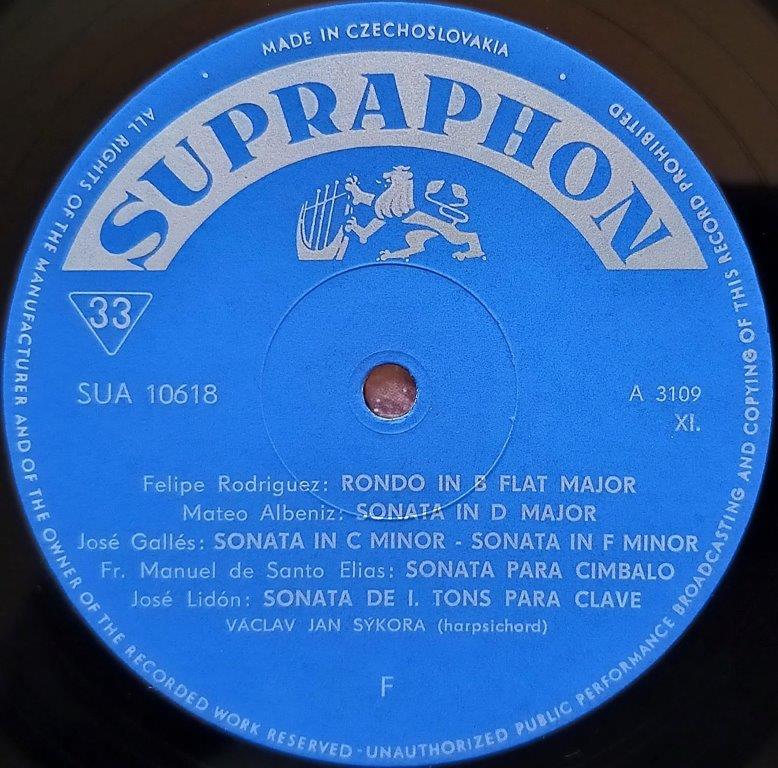 MADE IN CZECHOSLOVAKIA
SUPRAPHON
33
SUA 10618
A 3109
XI.
Felipe Rodriguez: RONDO IN B FLAT MAJOR
Mateo Albeniz: SONATA IN D MAJOR
José Gallés: SONATA IN C MINOR - SONATA IN F MINOR
Fr. Manuel de Santo Elias: SONATA PARA CIMBALO
José Lidón: SONATA DE I. TONS PARA CLAVE
VÁCLAV JAN SÝKORA (harpsichord)
F
ALL RIGHTS OF THE MANUFACTURER AND OF THE OWNER OF THE RECORDED WORK RESERVED - UNAUTHORIZED PUBLIC PERFORMANCE BROADCASTING AND COPYING OF THIS RECORD PROHIBITED